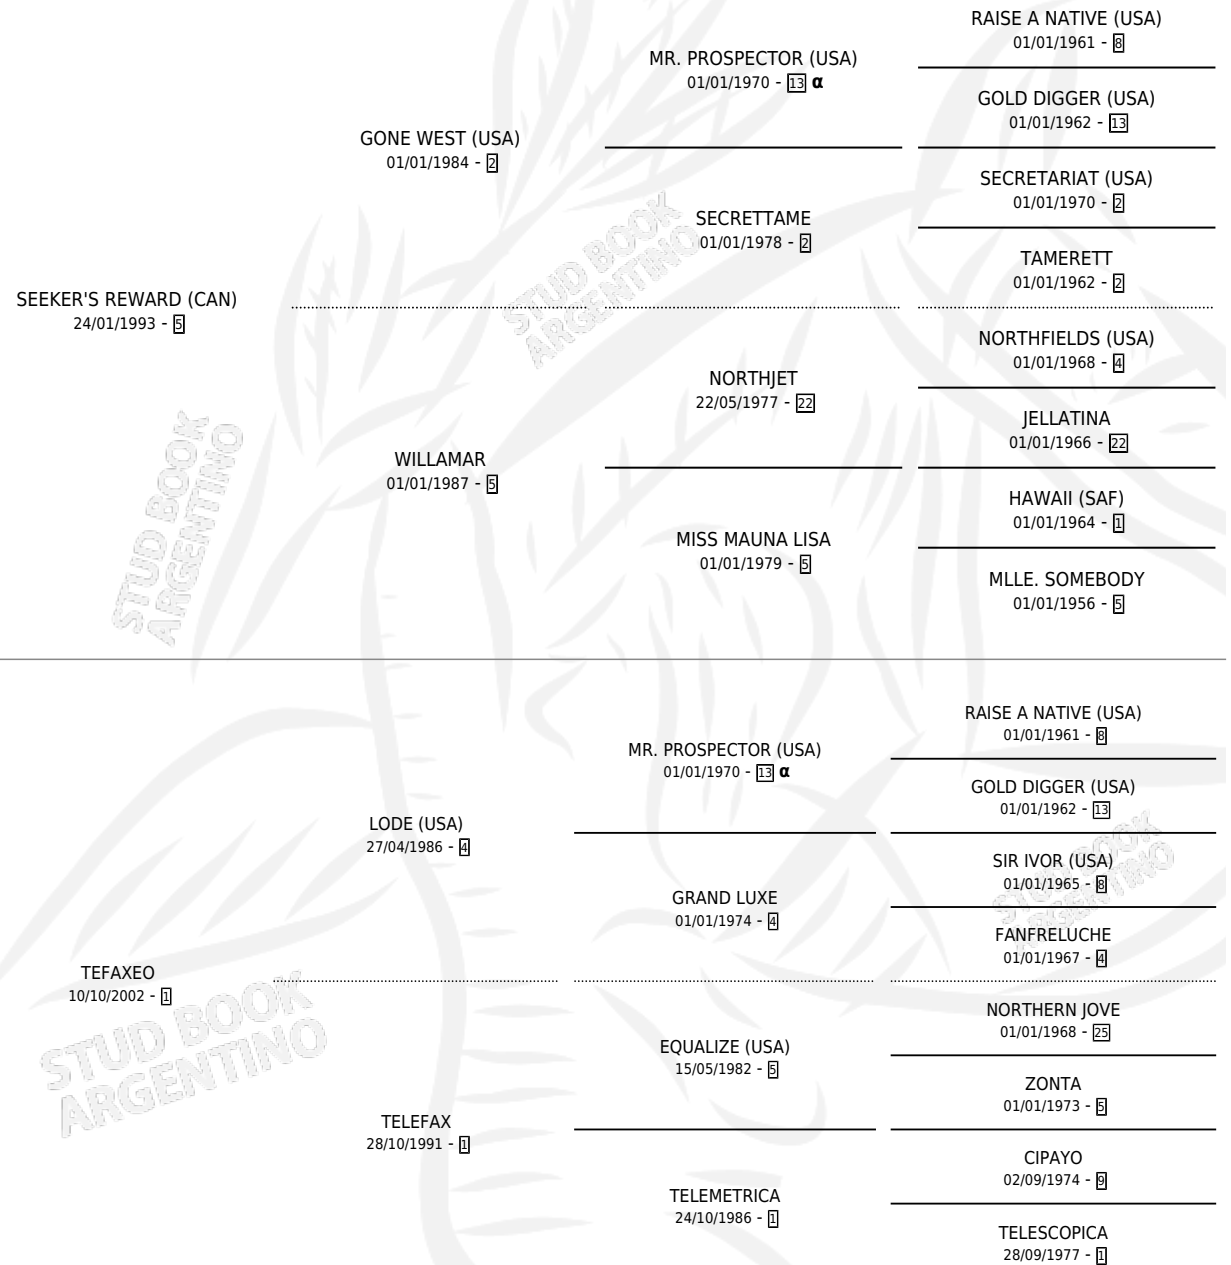 RAISE A NATIVE (USA)
01/01/1961 - 8
MR. PROSPECTOR (USA)
01/01/1970 - 13 α
GOLD DIGGER (USA)
01/01/1962 - 13
GONE WEST (USA)
01/01/1984 - 2
SECRETARIAT (USA)
01/01/1970 - 2
SECRETTAME
01/01/1978 - 2
TAMERETT
01/01/1962 - 2
SEEKER'S REWARD (CAN)
24/01/1993 - 5
NORTHFIELDS (USA)
01/01/1968 - 4
NORTHJET
22/05/1977 - 22
JELLATINA
01/01/1966 - 22
WILLAMAR
01/01/1987 - 5
HAWAII (SAF)
01/01/1964 - 1
MISS MAUNA LISA
01/01/1979 - 5
MLLE. SOMEBODY
01/01/1956 - 5
STUD BOOK
ARGENTINO
STUD BOOK
ARGENTINO
RAISE A NATIVE (USA)
01/01/1961 - 8
MR. PROSPECTOR (USA)
01/01/1970 - 13 α
GOLD DIGGER (USA)
01/01/1962 - 13
LODE (USA)
27/04/1986 - 4
SIR IVOR (USA)
01/01/1965 - 8
GRAND LUXE
01/01/1974 - 4
FANFRELUCHE
01/01/1967 - 4
TEFAXEO
10/10/2002 - 1
NORTHERN JOVE
01/01/1968 - 25
EQUALIZE (USA)
15/05/1982 - 5
ZONTA
01/01/1973 - 5
TELEFAX
28/10/1991 - 1
CIPAYO
02/09/1974 - 9
TELEMETRICA
24/10/1986 - 1
TELESCOPICA
28/09/1977 - 1
STUD BOOK
ARGENTINO
STUD BOOK
ARGENTINO